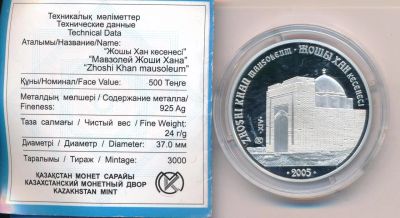 Техникалық мәліметтер
Технические данные
Technical Data
Аталымы/Название/Name:
"Жошы Хан кесенесі"
"Мавзолей Жоши Хана"
"Zhoshi Khan mausoleum"
Құны/Номинал/Face Value: 500 Теңге
Металдың мөлшері / Содержание металла/
Fineness: 925 Ag
Таза салмағы / Чистый вес / Fine Weight:
24 г/g
Диаметрі / Диаметр / Diameter: 37.0 мм
Таралымы / Тираж / Mintage: 3000
ҚАЗАҚСТАН МОНЕТ САРАЙЫ
КАЗАХСТАНСКИЙ МОНЕТНЫЙ ДВОР
KAZAKHSTAN MINT
ZHOSHI KHAN mausoleum • ЖОШЫ ХАН КЕСЕНЕСІ
• 2005 •